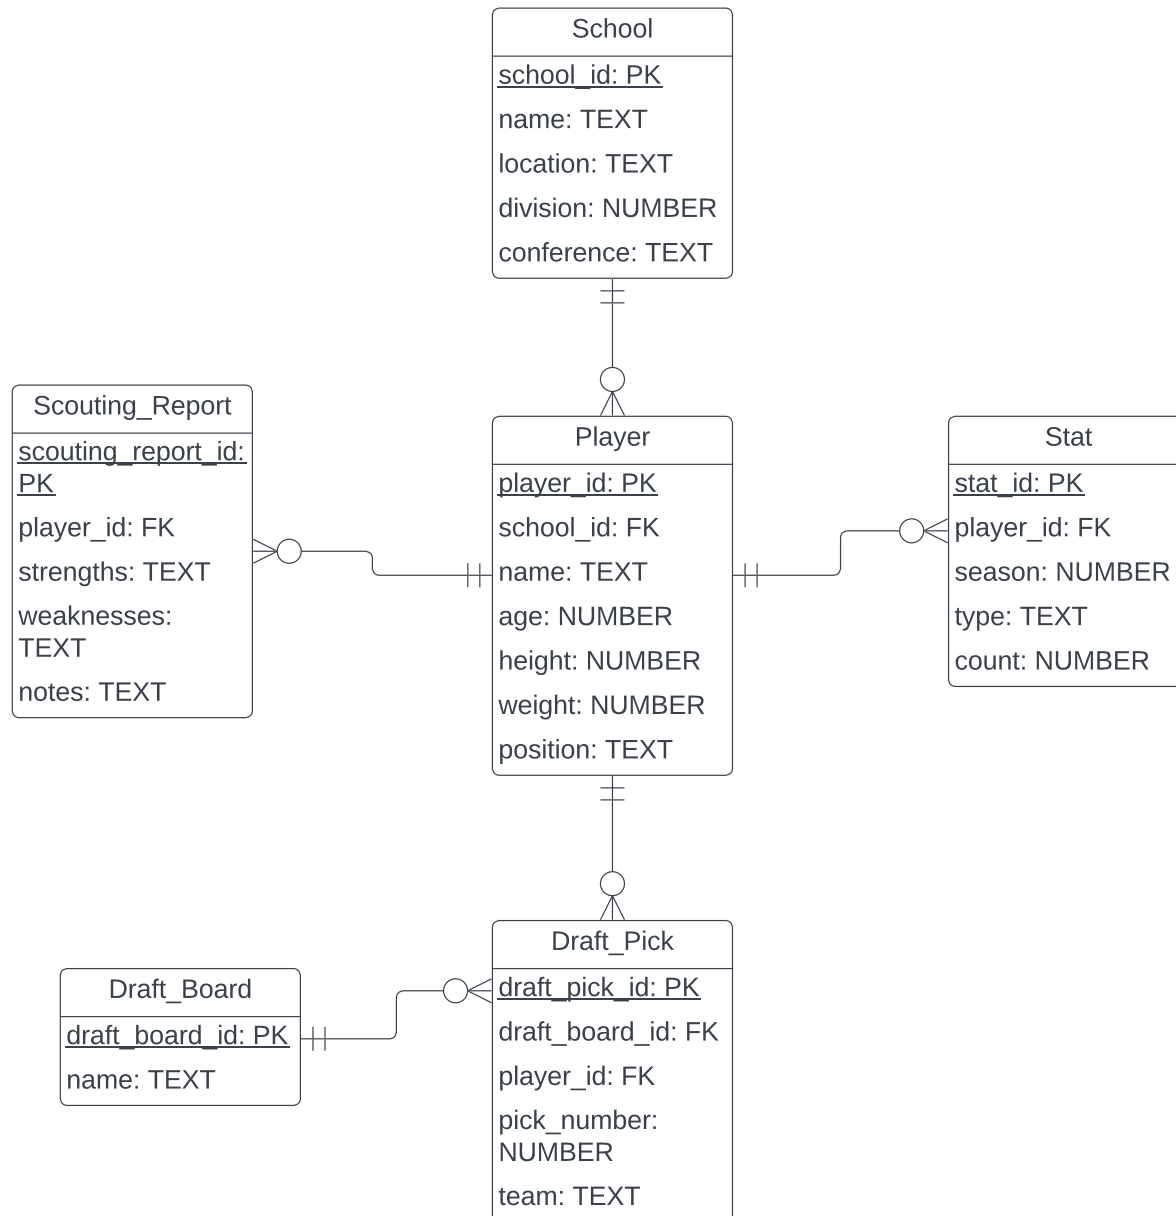 School
school_id: PK
name: TEXT
location: TEXT
division: NUMBER
conference: TEXT
Scouting_Report
scouting_report_id:
PK
player_id: FK
strengths: TEXT
weaknesses:
TEXT
notes: TEXT
Player
player_id: PK
school_id: FK
name: TEXT
age: NUMBER
height: NUMBER
weight: NUMBER
position: TEXT
Stat
stat_id: PK
player_id: FK
season: NUMBER
type: TEXT
count: NUMBER
Draft_Board
draft_board_id: PK
name: TEXT
Draft_Pick
draft_pick_id: PK
draft_board_id: FK
player_id: FK
pick_number:
NUMBER
team: TEXT